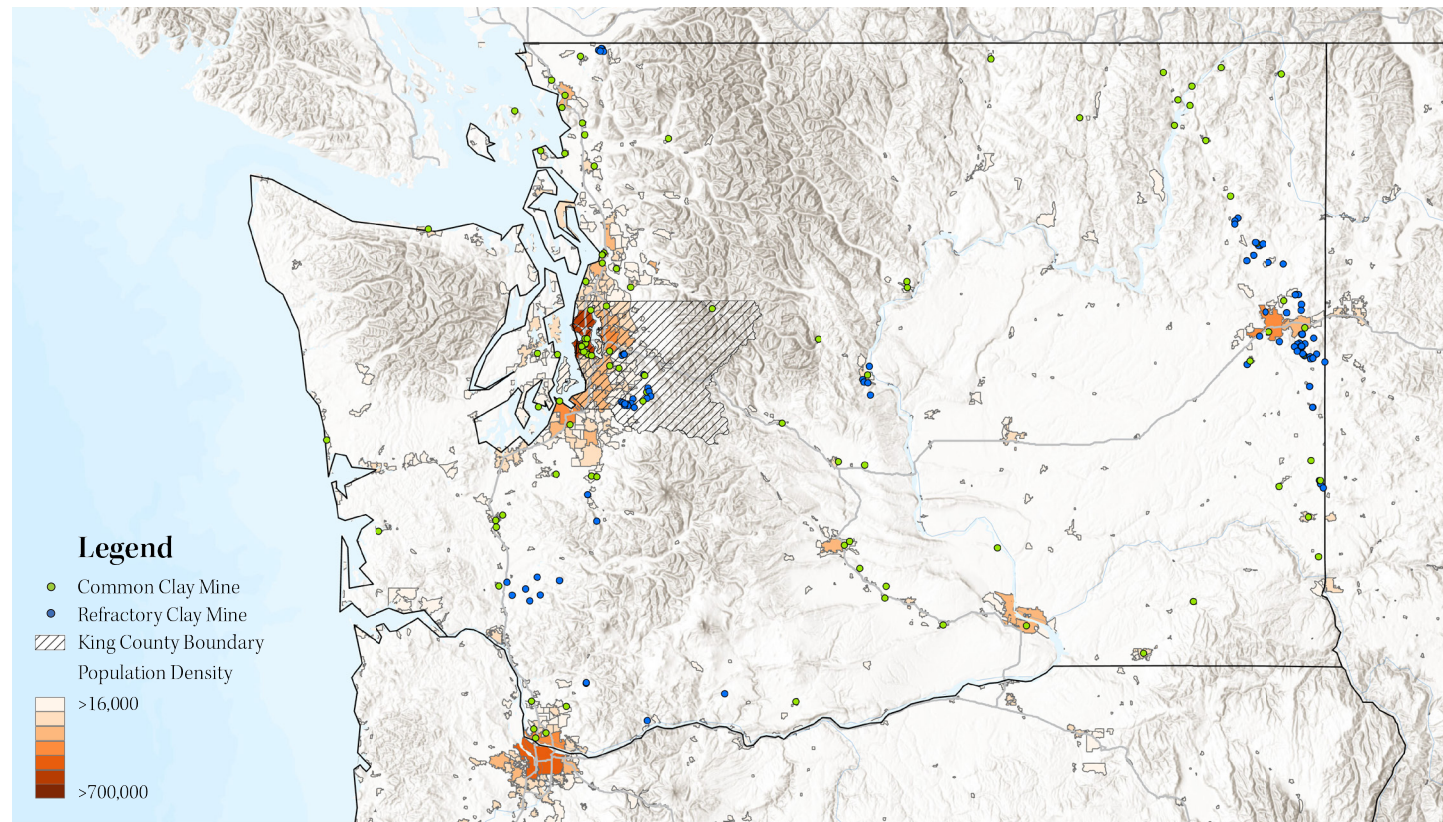 Legend
Common Clay Mine
Refractory Clay Mine
King County Boundary
Population Density
>16,000
>700,000